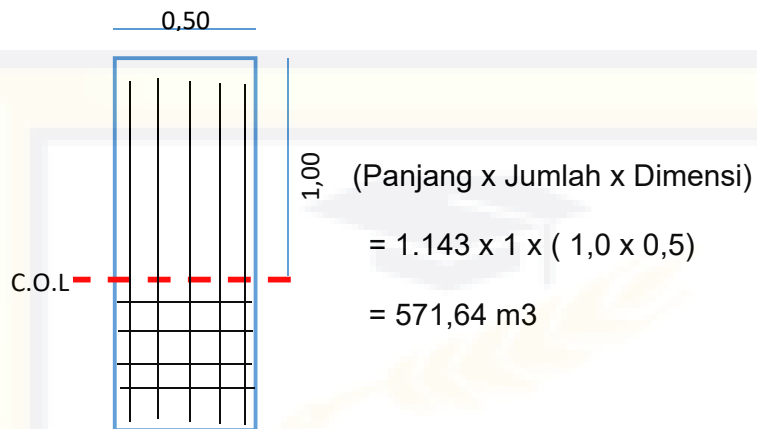 0,50
1,00
(Panjang x Jumlah x Dimensi)
= 1.143 x 1 x ( 1,0 x 0,5)
C.O.L
= 571,64 m3